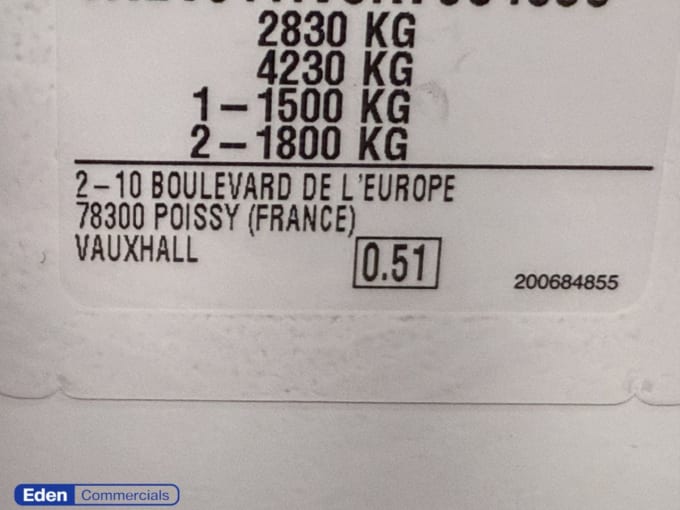 2830 KG
4230 KG
1-1500 KG
2-1800 KG
2-10 BOULEVARD DE L'EUROPE
78300 POISSY (FRANCE)
VAUXHALL
0.51
200684855
Eden Commercials